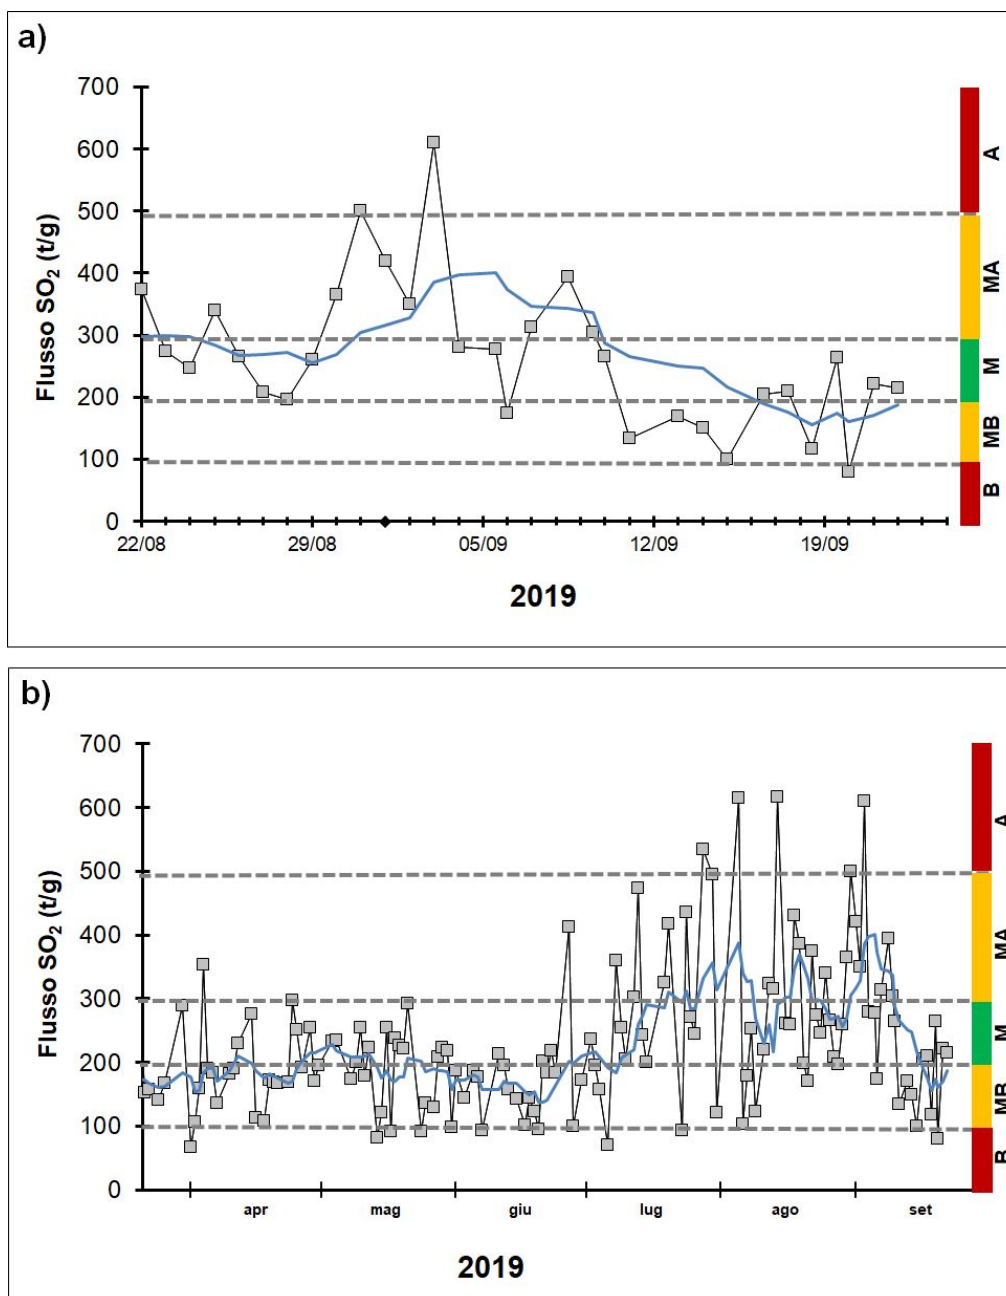 a)
700
600
500
400
300
200
100
0
Flusso SO₂ (t/g)
A
MA
M
MB
B
22/08 29/08 05/09 12/09 19/09
2019
b)
700
600
500
400
300
200
100
0
Flusso SO₂ (t/g)
A
MA
M
MB
B
apr mag giu lug ago set
2019